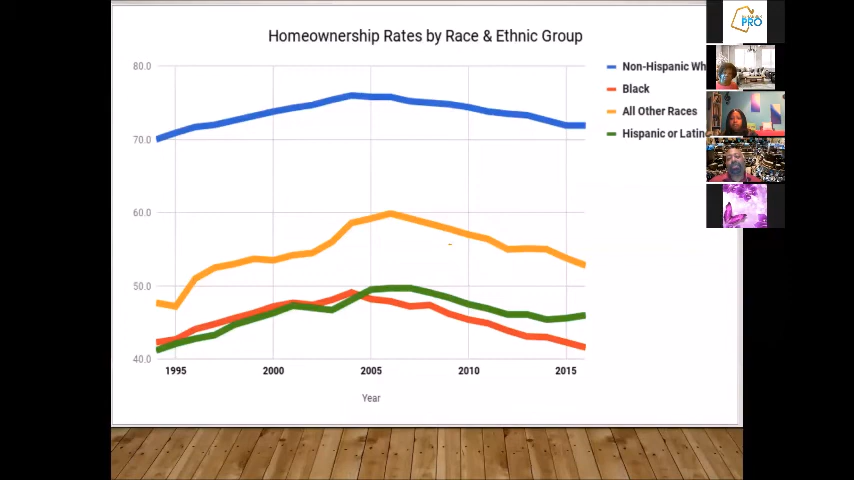 Homeownership Rates by Race & Ethnic Group
80.0
70.0
60.0
50.0
40.0
1995
2000
2005
2010
2015
Year
Non-Hispanic Wh
Black
All Other Races
Hispanic or Latin
PRO